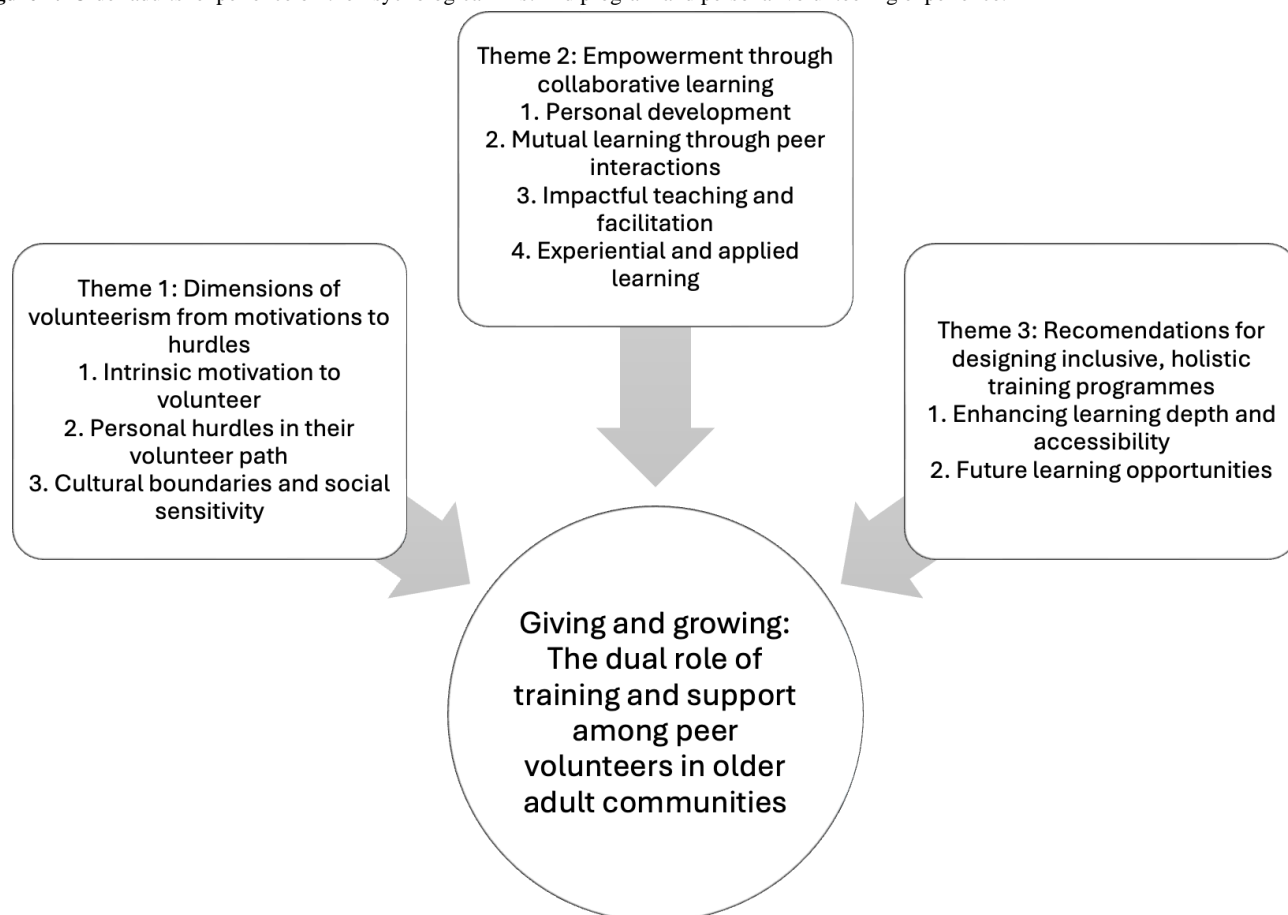 Theme 2: Empowerment through
collaborative learning
1. Personal development
2. Mutual learning through peer
interactions
3. Impactful teaching and
facilitation
4. Experiential and applied
learning
Theme 1: Dimensions of
volunteerism from motivations to
hurdles
1. Intrinsic motivation to
volunteer
2. Personal hurdles in their
volunteer path
3. Cultural boundaries and social
sensitivity
Theme 3: Recomendations for
designing inclusive, holistic
training programmes
1. Enhancing learning depth and
accessibility
2. Future learning opportunities
Giving and growing:
The dual role of
training and support
among peer
volunteers in older
adult communities